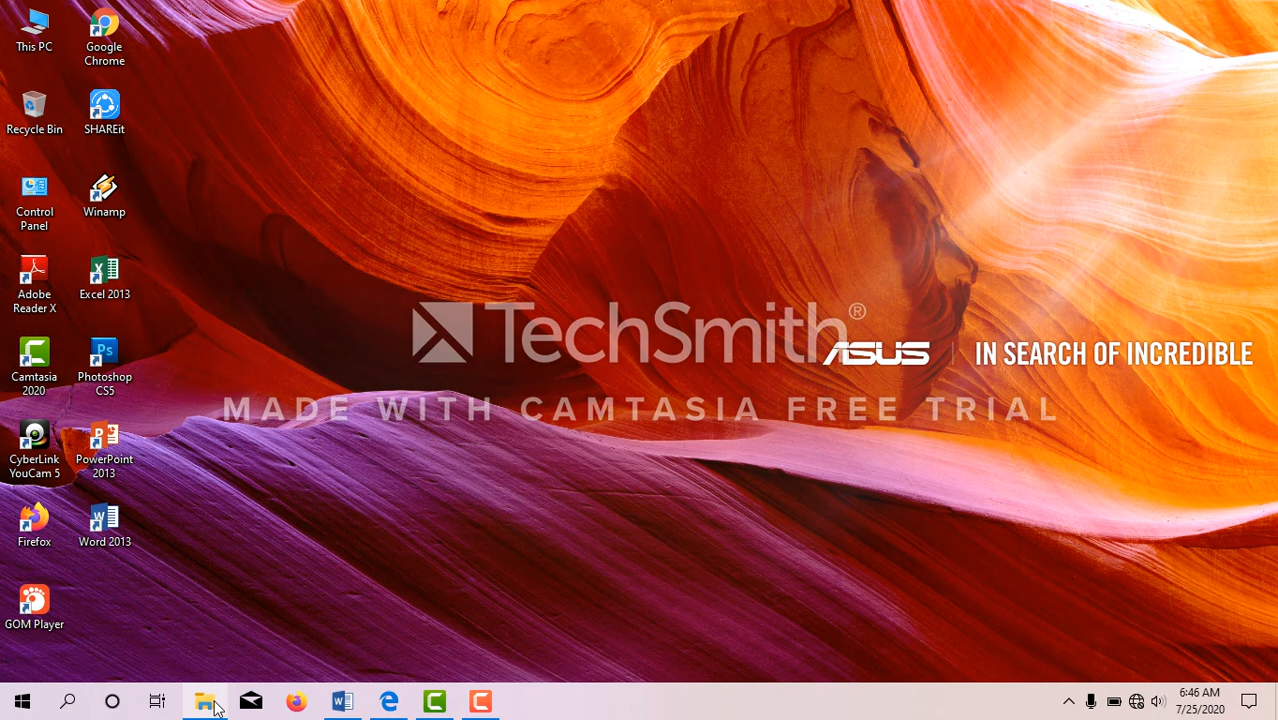 This PC
Google
Chrome
Recycle Bin
SHAREit
Control
Panel
Winamp
Adobe
Reader X
Excel 2013
Camtasia
2020
Photoshop
CS5
CyberLink
YouCam 5
PowerPoint
2013
Firefox
Word 2013
GOM Player
TechSmith®
MADE WITH CAMTASIA FREE TRIAL
ASUS | IN SEARCH OF INCREDIBLE
6:46 AM
7/25/2020